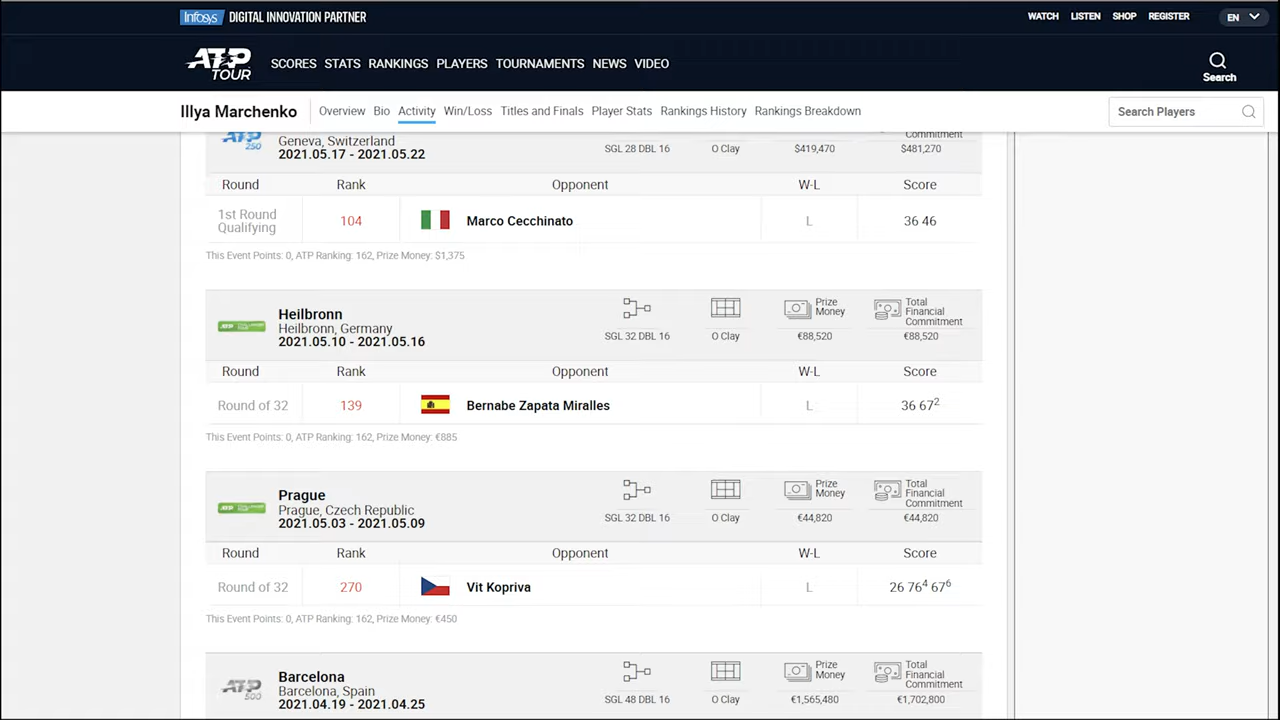 Infosys DIGITAL INNOVATION PARTNER
WATCH LISTEN SHOP REGISTER EN
ATP TOUR SCORES STATS RANKINGS PLAYERS TOURNAMENTS NEWS VIDEO Search
Illya Marchenko Overview Bio Activity Win/Loss Titles and Finals Player Stats Rankings History Rankings Breakdown Search Players
ATP 250 Geneva, Switzerland Commitment
2021.05.17 - 2021.05.22 SGL 28 DBL 16 O Clay $419,470 $481,270
Round Rank Opponent W-L Score
1st Round Qualifying 104 Marco Cecchinato L 36 46
This Event Points: 0, ATP Ranking: 162, Prize Money: $1,375
Heilbronn Prize Money Total Financial Commitment
Heilbronn, Germany
2021.05.10 - 2021.05.16 SGL 32 DBL 16 O Clay €88,520 €88,520
Round Rank Opponent W-L Score
Round of 32 139 Bernabe Zapata Miralles L 36 67²
This Event Points: 0, ATP Ranking: 162, Prize Money: €885
Prague Prize Money Total Financial Commitment
Prague, Czech Republic
2021.05.03 - 2021.05.09 SGL 32 DBL 16 O Clay €44,820 €44,820
Round Rank Opponent W-L Score
Round of 32 270 Vit Kopriva L 26 76⁴ 67⁶
This Event Points: 0, ATP Ranking: 162, Prize Money: €450
ATP 500 Barcelona Prize Money Total Financial Commitment
Barcelona, Spain
2021.04.19 - 2021.04.25 SGL 48 DBL 16 O Clay €1,565,480 €1,702,800